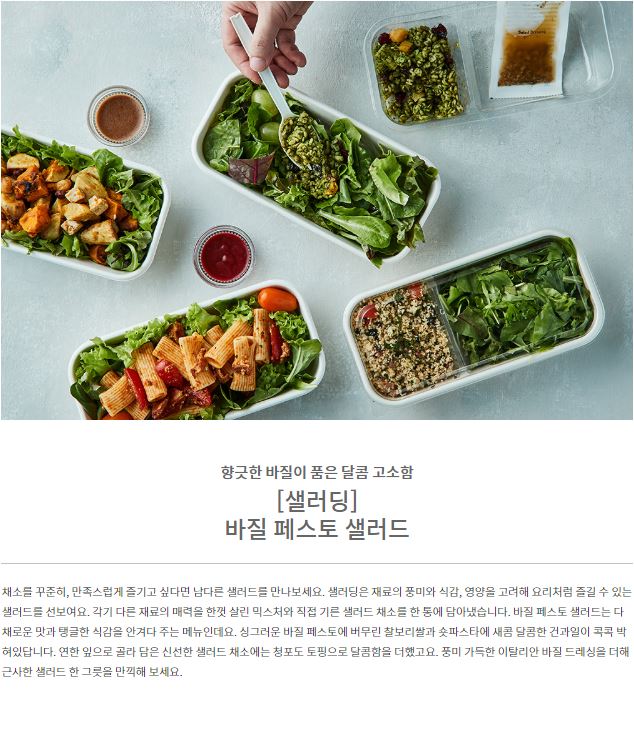 Salad Dressing
향긋한 바질이 품은 달콤 고소함
[샐러딩]
바질 페스토 샐러드
채소를 꾸준히, 만족스럽게 즐기고 싶다면 남다른 샐러드를 만나보세요. 샐러딩은 재료의 풍미와 식감, 영양을 고려해 요리처럼 즐길 수 있는
샐러드를 선보여요. 각기 다른 재료의 매력을 한껏 살린 믹스처와 직접 기른 샐러드 채소를 한 통에 담아냈습니다. 바질 페스토 샐러드는 다
채로운 맛과 탱글한 식감을 안겨다 주는 메뉴인데요. 싱그러운 바질 페스토에 버무린 찰보리쌀과 숏파스타에 새콤 달콤한 건과일이 콕콕 박
혀있답니다. 연한 잎으로 골라 담은 신선한 샐러드 채소에는 청포도 토핑으로 달콤함을 더했고요. 풍미 가득한 이탈리안 바질 드레싱을 더해
근사한 샐러드 한 그릇을 만끽해 보세요.